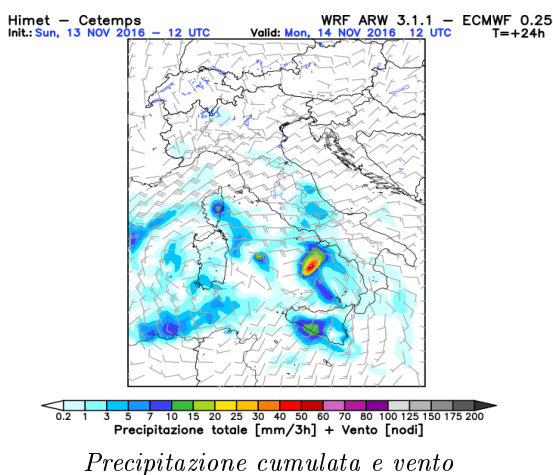 Himet — Cetemps WRF ARW 3.1.1 — ECMWF 0.25
Init.: Sun, 13 NOV 2016 — 12 UTC Valid: Mon, 14 NOV 2016 12 UTC T=+24h
0.2 1 3 5 7 10 15 20 25 30 40 50 60 70 80 100 125 150 175 200
Precipitazione totale [mm/3h] + Vento [nodi]
Precipitazione cumulata e vento